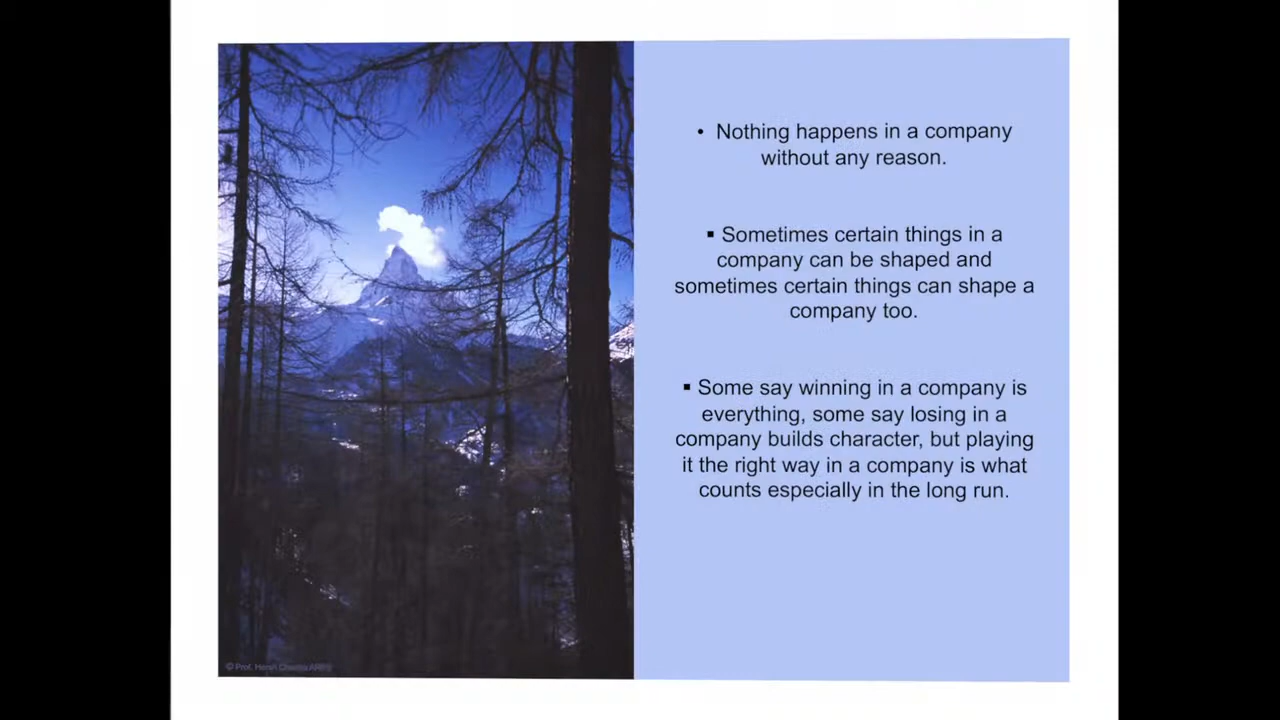 • Nothing happens in a company
without any reason.
▪ Sometimes certain things in a
company can be shaped and
sometimes certain things can shape a
company too.
▪ Some say winning in a company is
everything, some say losing in a
company builds character, but playing
it the right way in a company is what
counts especially in the long run.
© Prof.